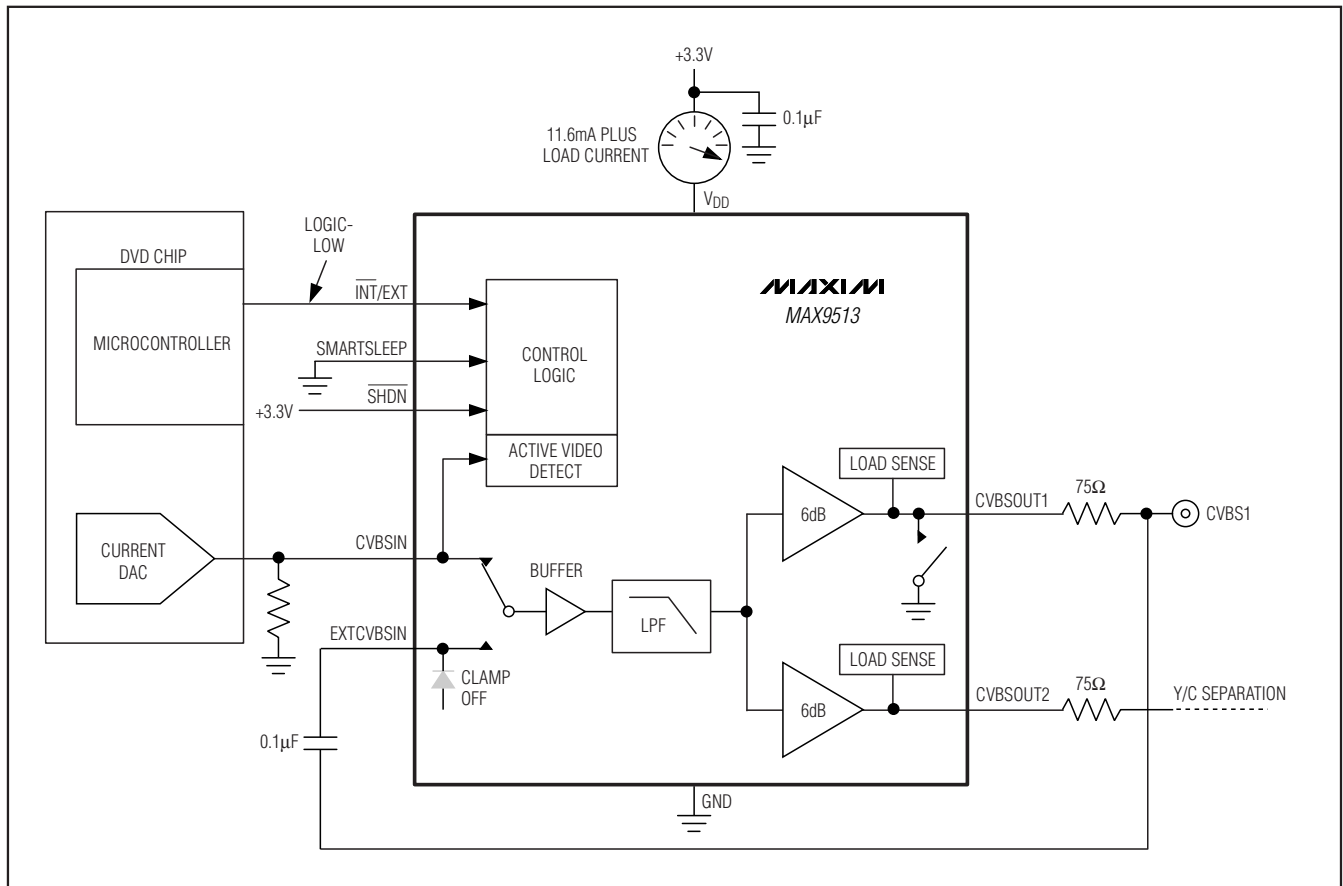 +3.3V
0.1µF
11.6mA PLUS
LOAD CURRENT
VDD
LOGIC-
LOW
DVD CHIP
MICROCONTROLLER
INT/EXT
SMARTSLEEP
SHDN
+3.3V
CONTROL
LOGIC
ACTIVE VIDEO
DETECT
MAXIM
MAX9513
CURRENT
DAC
CVBSIN
BUFFER
LPF
EXTCVBSIN
CLAMP
OFF
0.1µF
6dB
LOAD SENSE
CVBSOUT1
75Ω
CVBS1
6dB
LOAD SENSE
CVBSOUT2
75Ω
Y/C SEPARATION
GND